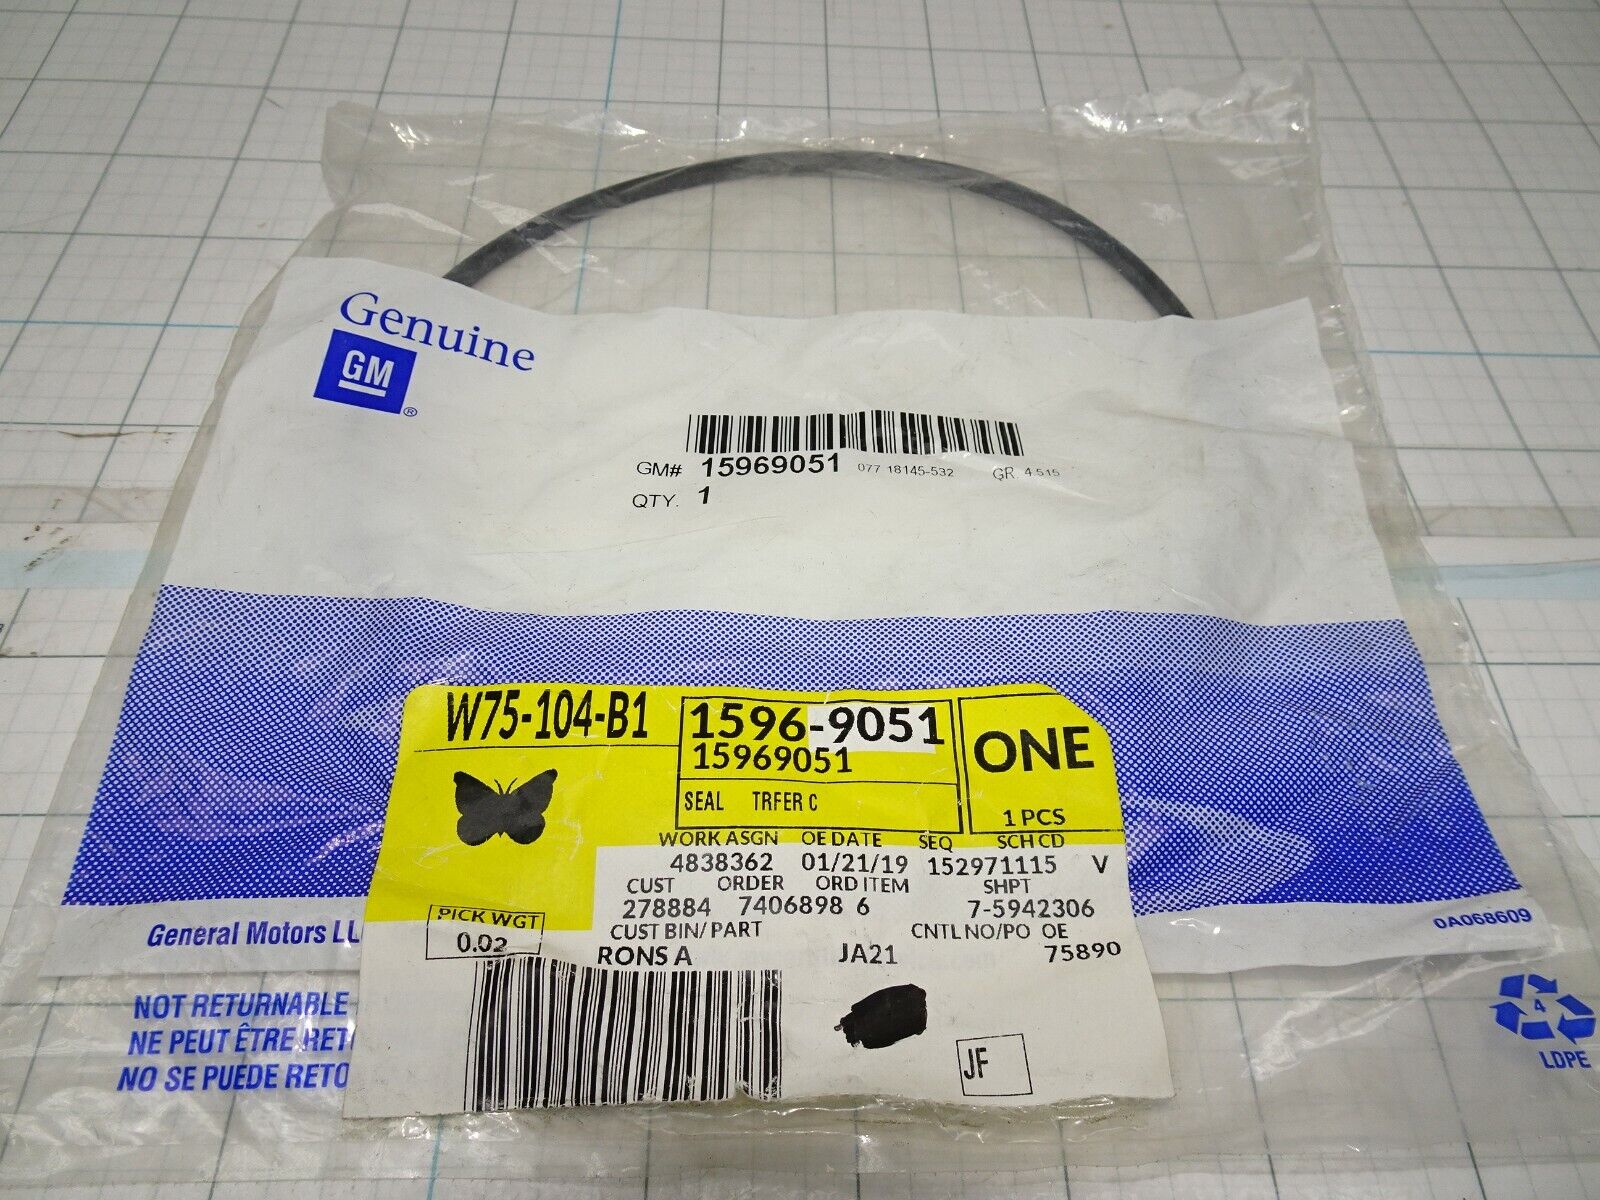 Genuine
GM
®
GM# 15969051 077 18145-532 GR. 4.515
QTY. 1
W75-104-B1
1596-9051
15969051
SEAL TRFER C
ONE
1 PCS
WORK ASGN OE DATE SEQ SCH CD
4838362 01/21/19 152971115 V
CUST ORDER ORD ITEM SHPT
278884 7406898 6 7-5942306
PICK WGT
0.02
CUST BIN/PART CNTL NO/PO OE
RONS A JA21 75890
JF
General Motors LL
0A068609
NOT RETURNABLE
NE PEUT ÊTRE RET
NO SE PUEDE RETO
4
LDPE